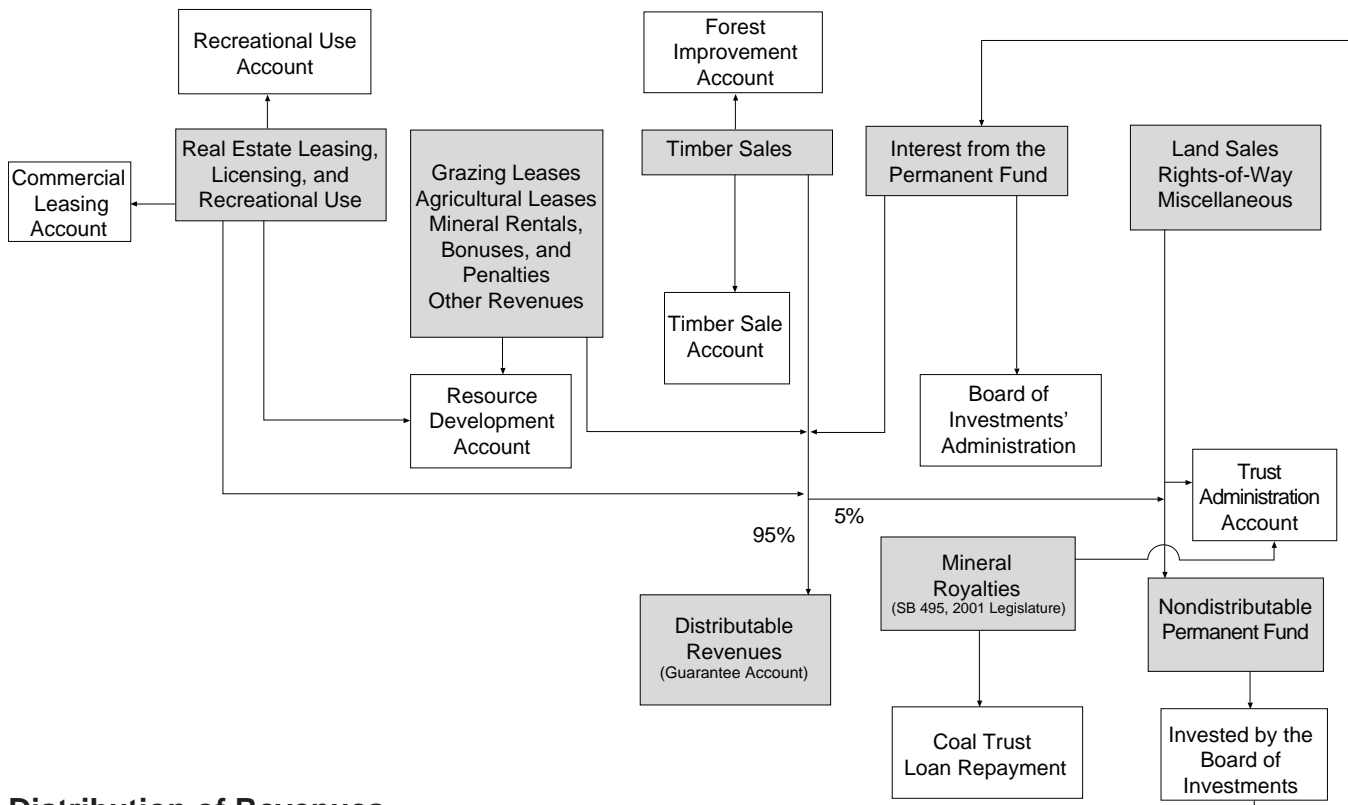 Recreational Use
Account
Forest
Improvement
Account
Real Estate Leasing,
Licensing, and
Recreational Use
Commercial
Leasing
Account
Grazing Leases
Agricultural Leases
Mineral Rentals,
Bonuses, and
Penalties
Other Revenues
Timber Sales
Interest from the
Permanent Fund
Land Sales
Rights-of-Way
Miscellaneous
Timber Sale
Account
Resource
Development
Account
Board of
Investments’
Administration
Trust
Administration
Account
5%
95%
Mineral
Royalties
(SB 495, 2001 Legislature)
Nondistributable
Permanent Fund
Distributable
Revenues
(Guarantee Account)
Coal Trust
Loan Repayment
Invested by the
Board of
Investments
Distribution of Revenues